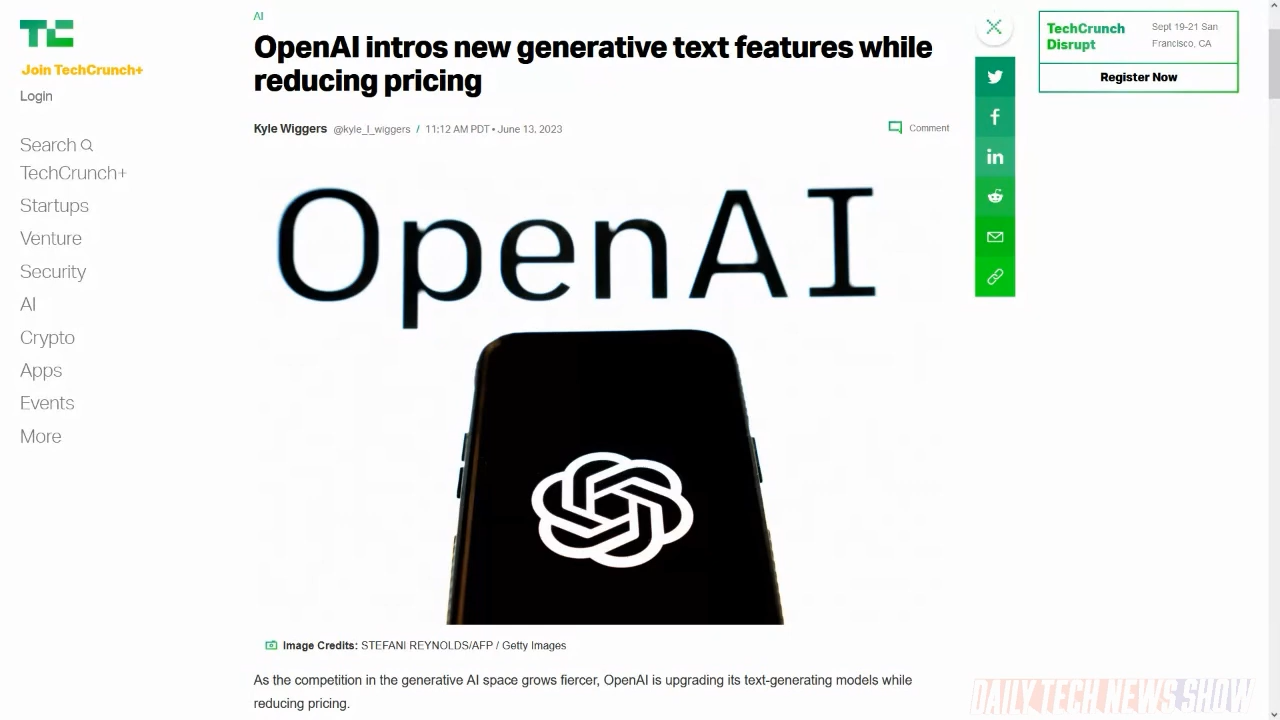 TC
Join TechCrunch+
Login
Search
TechCrunch+
Startups
Venture
Security
AI
Crypto
Apps
Events
More
AI
OpenAI intros new generative text features while
reducing pricing
Kyle Wiggers @kyle_l_wiggers / 11:12 AM PDT • June 13, 2023
Comment
OpenAI
Image Credits: STEFANI REYNOLDS/AFP / Getty Images
As the competition in the generative AI space grows fiercer, OpenAI is upgrading its text-generating models while
reducing pricing.
TechCrunch
Disrupt
Sept 19-21 San
Francisco, CA
Register Now
DAILY TECH NEWS SHOW